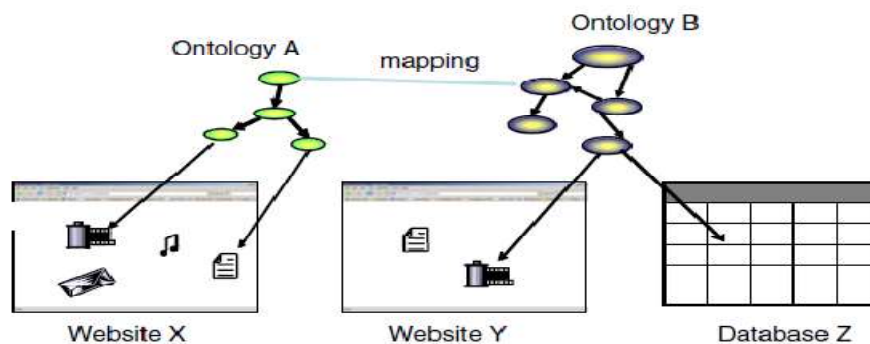 Ontology B
Ontology A
mapping
Website X
Website Y
Database Z